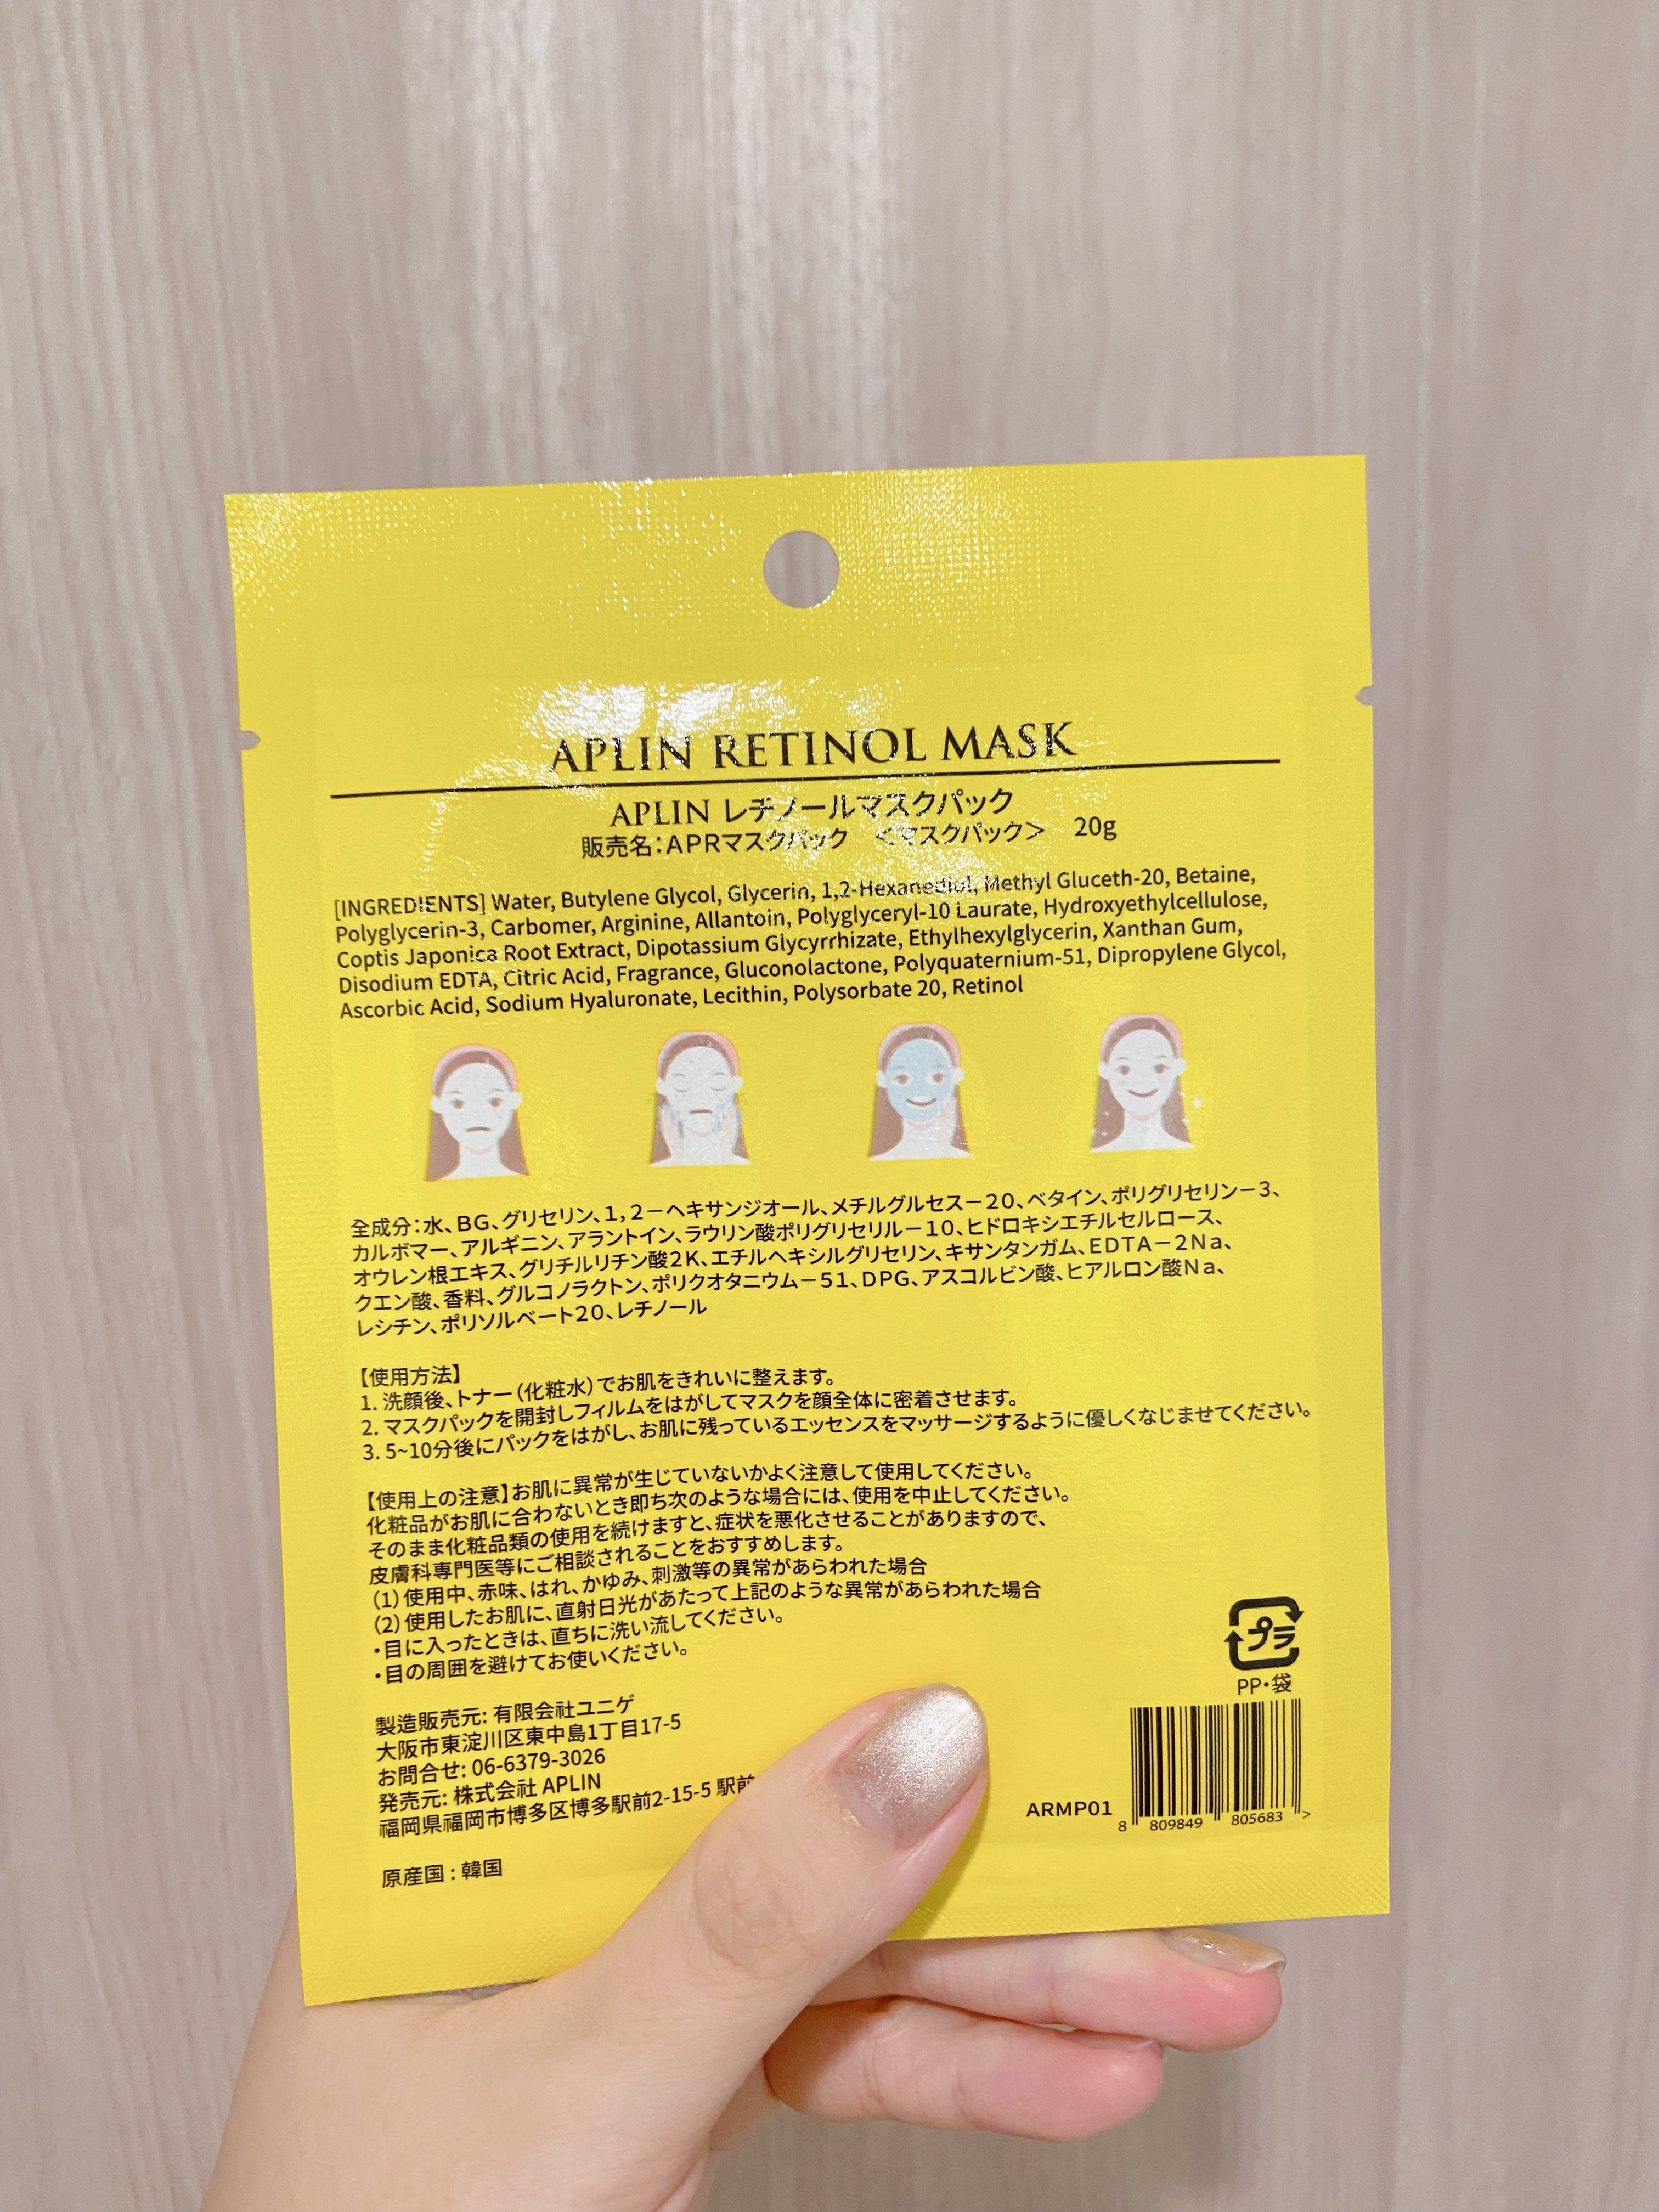 APLIN RETINOL MASK
APLIN レチノールマスクパック
販売名:APRマスクパック <マスクパック> 20g
[INGREDIENTS] Water, Butylene Glycol, Glycerin, 1,2-Hexanediol, Methyl Gluceth-20, Betaine,
Polyglycerin-3, Carbomer, Arginine, Allantoin, Polyglyceryl-10 Laurate, Hydroxyethylcellulose,
Coptis Japonica Root Extract, Dipotassium Glycyrrhizate, Ethylhexylglycerin, Xanthan Gum,
Disodium EDTA, Citric Acid, Fragrance, Gluconolactone, Polyquaternium-51, Dipropylene Glycol,
Ascorbic Acid, Sodium Hyaluronate, Lecithin, Polysorbate 20, Retinol
全成分:水、BG、グリセリン、1,2-ヘキサンジオール、メチルグルセス-20、ベタイン、ポリグリセリン-3、
カルボマー、アルギニン、アラントイン、ラウリン酸ポリグリセリル-10、ヒドロキシエチルセルロース、
オウレン根エキス、グリチルリチン酸2K、エチルヘキシルグリセリン、キサンタンガム、EDTA-2Na、
クエン酸、香料、グルコノラクトン、ポリクオタニウム-51、DPG、アスコルビン酸、ヒアルロン酸Na、
レシチン、ポリソルベート20、レチノール
【使用方法】
1. 洗顔後、トナー(化粧水)でお肌をきれいに整えます。
2. マスクパックを開封しフィルムをはがしてマスクを顔全体に密着させます。
3. 5~10分後にパックをはがし、お肌に残っているエッセンスをマッサージするように優しくなじませてください。
【使用上の注意】お肌に異常が生じていないかよく注意して使用してください。
化粧品がお肌に合わないとき即ち次のような場合には、使用を中止してください。
そのまま化粧品類の使用を続けますと、症状を悪化させることがありますので、
皮膚科専門医等にご相談されることをおすすめします。
(1) 使用中、赤味、はれ、かゆみ、刺激等の異常があらわれた場合
(2) 使用したお肌に、直射日光があたって上記のような異常があらわれた場合
・目に入ったときは、直ちに洗い流してください。
・目の周囲を避けてお使いください。
プラ
PP・袋
製造販売元: 有限会社ユニゲ
大阪市東淀川区東中島1丁目17-5
お問合せ: 06-6379-3026
発売元: 株式会社 APLIN
福岡県福岡市博多区博多駅前2-15-5 駅前
原産国 : 韓国
ARMP01
8 809849 805683 >